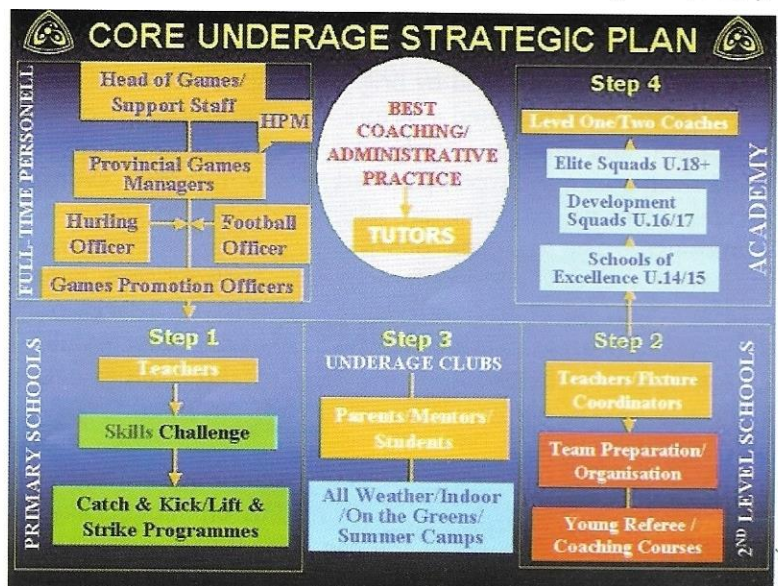 CORE UNDERAGE STRATEGIC PLAN
FULL-TIME PERSONELL
Head of Games/
Support Staff
HPM
Provincial Games
Managers
Hurling
Officer
Football
Officer
Games Promotion Officers
BEST
COACHING/
ADMINISTRATIVE
PRACTICE
TUTORS
Step 4
Level One/Two Coaches
Elite Squads U.18+
Development
Squads U.16/17
Schools of
Excellence U.14/15
ACADEMY
PRIMARY SCHOOLS
Step 1
Teachers
Skills Challenge
Catch & Kick/Lift &
Strike Programmes
Step 3
UNDERAGE CLUBS
Parents/Mentors/
Students
All Weather/Indoor
/On the Greens/
Summer Camps
Step 2
Teachers/Fixture
Coordinators
Team Preparation/
Organisation
Young Referee /
Coaching Courses
2ND LEVEL SCHOOLS